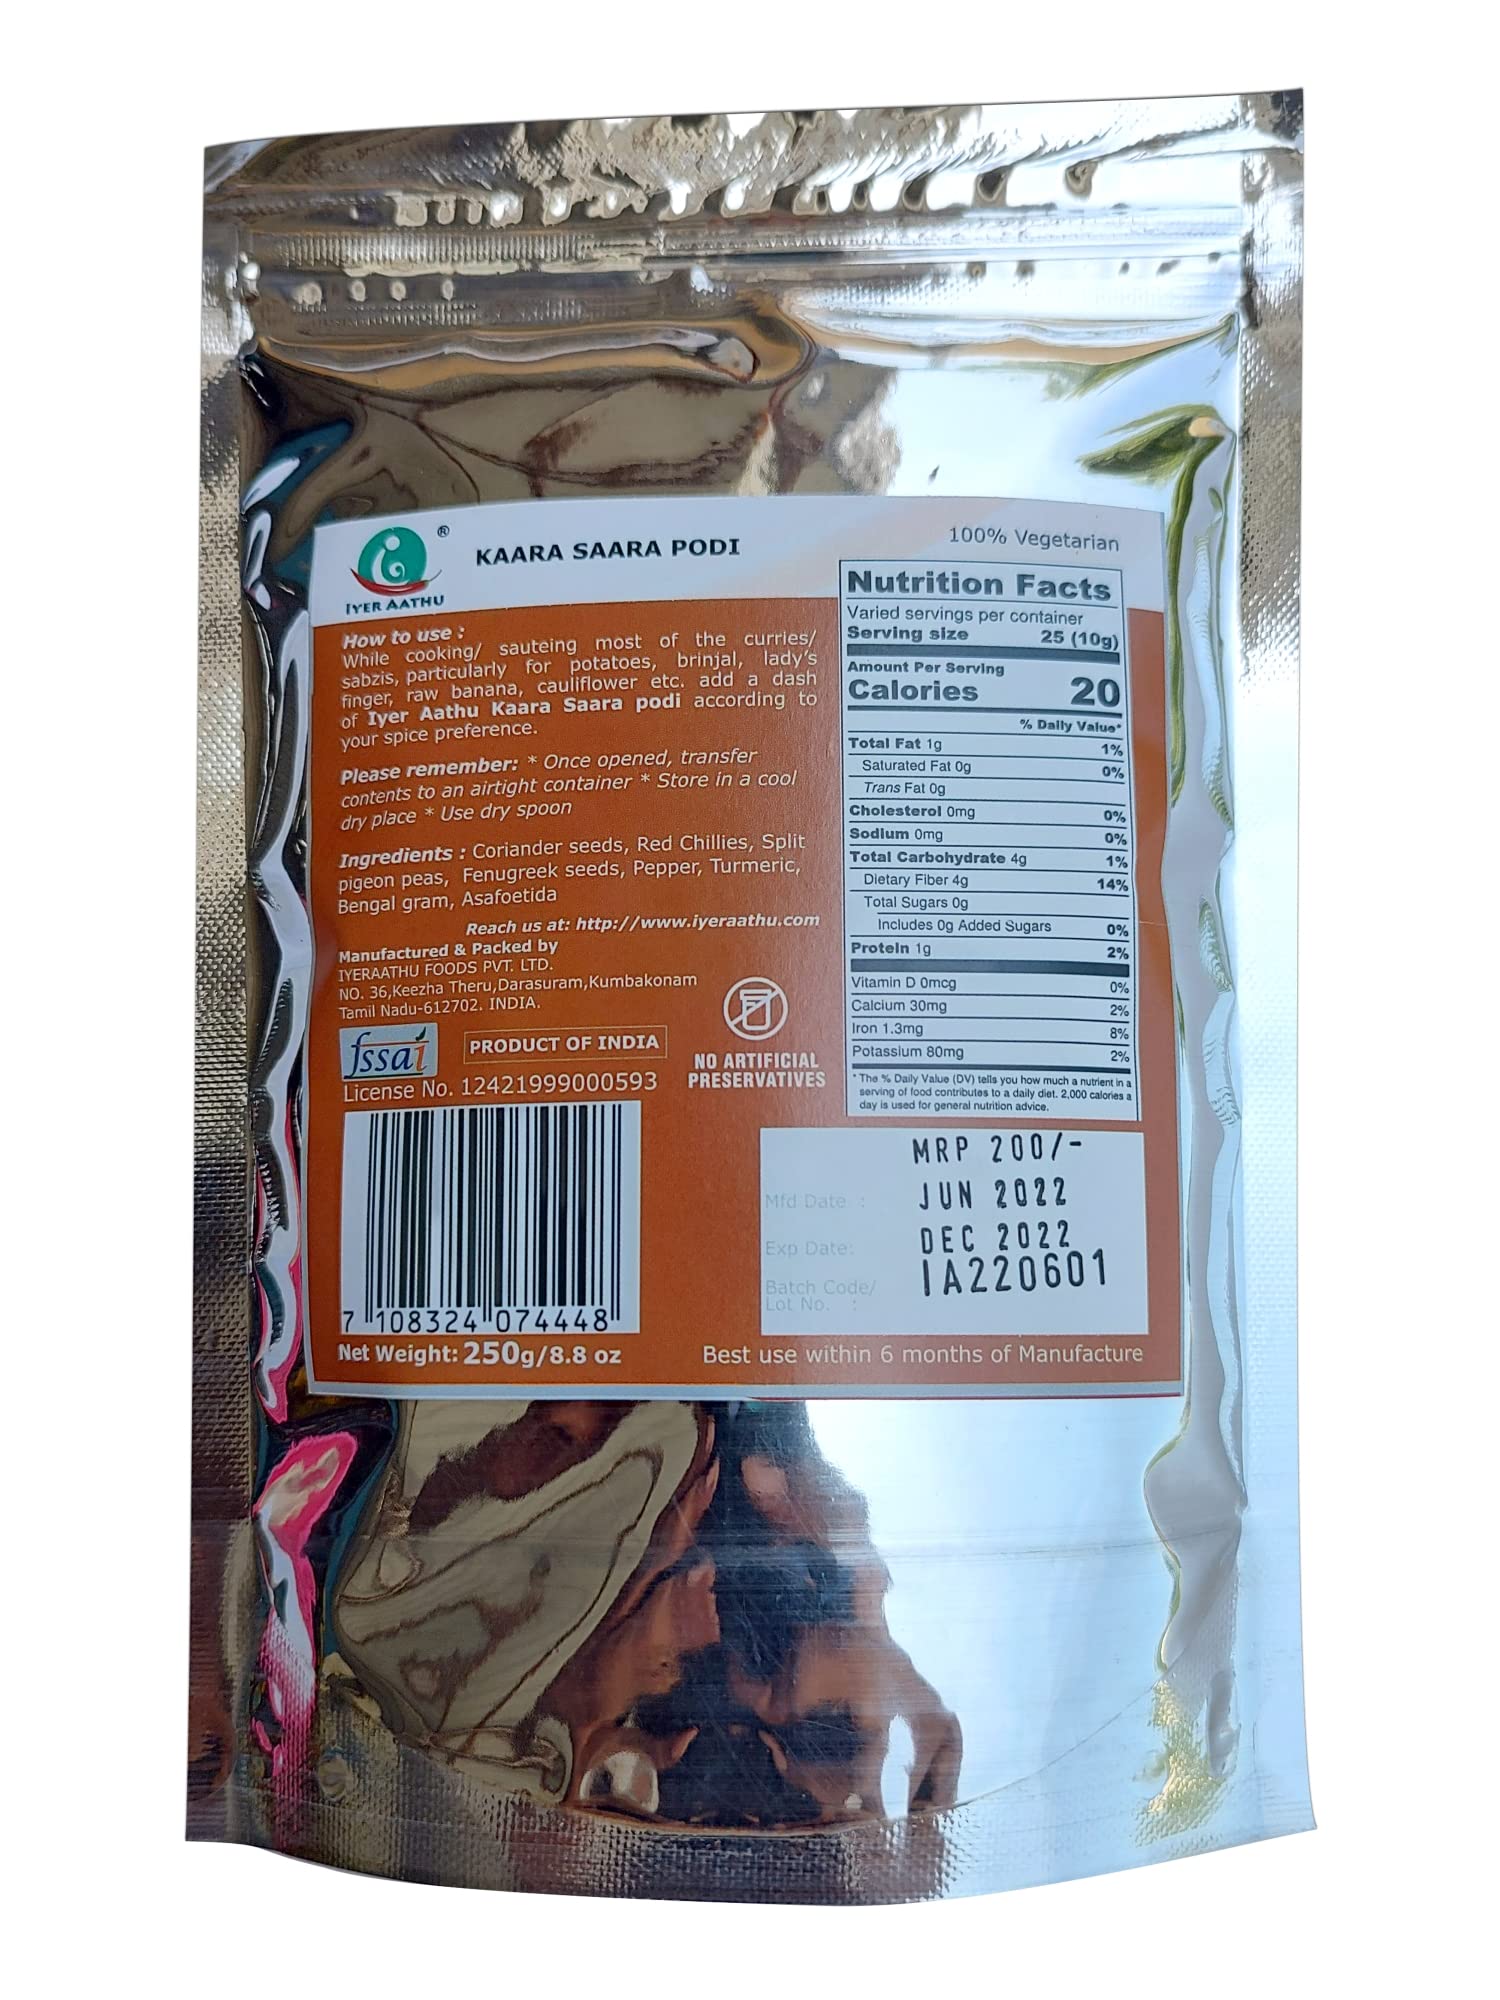 ®
IYER AATHU
KAARA SAARA PODI
100% Vegetarian
How to use :
While cooking/ sauteing most of the curries/
sabzis, particularly for potatoes, brinjal, lady's
finger, raw banana, cauliflower etc. add a dash
of Iyer Aathu Kaara Saara podi according to
your spice preference.
Please remember: * Once opened, transfer
contents to an airtight container * Store in a cool
dry place * Use dry spoon
Ingredients : Coriander seeds, Red Chillies, Split
pigeon peas, Fenugreek seeds, Pepper, Turmeric,
Bengal gram, Asafoetida
Reach us at: http://www.iyeraathu.com
Manufactured & Packed by
IYERAATHU FOODS PVT. LTD.
NO. 36,Keezha Theru,Darasuram,Kumbakonam
Tamil Nadu-612702. INDIA.
fssai
PRODUCT OF INDIA
License No. 12421999000593
NO ARTIFICIAL
PRESERVATIVES
7 108324 074448
Net Weight: 250g/8.8 oz
Nutrition Facts
Varied servings per container
Serving size 25 (10g)
Amount Per Serving
Calories 20
% Daily Value*
Total Fat 1g 1%
Saturated Fat 0g 0%
Trans Fat 0g
Cholesterol 0mg 0%
Sodium 0mg 0%
Total Carbohydrate 4g 1%
Dietary Fiber 4g 14%
Total Sugars 0g
Includes 0g Added Sugars 0%
Protein 1g 2%
Vitamin D 0mcg 0%
Calcium 30mg 2%
Iron 1.3mg 8%
Potassium 80mg 2%
* The % Daily Value (DV) tells you how much a nutrient in a
serving of food contributes to a daily diet. 2,000 calories a
day is used for general nutrition advice.
MRP 200/-
Mfd Date : JUN 2022
Exp Date: DEC 2022
Batch Code/ IA220601
Lot No. :
Best use within 6 months of Manufacture